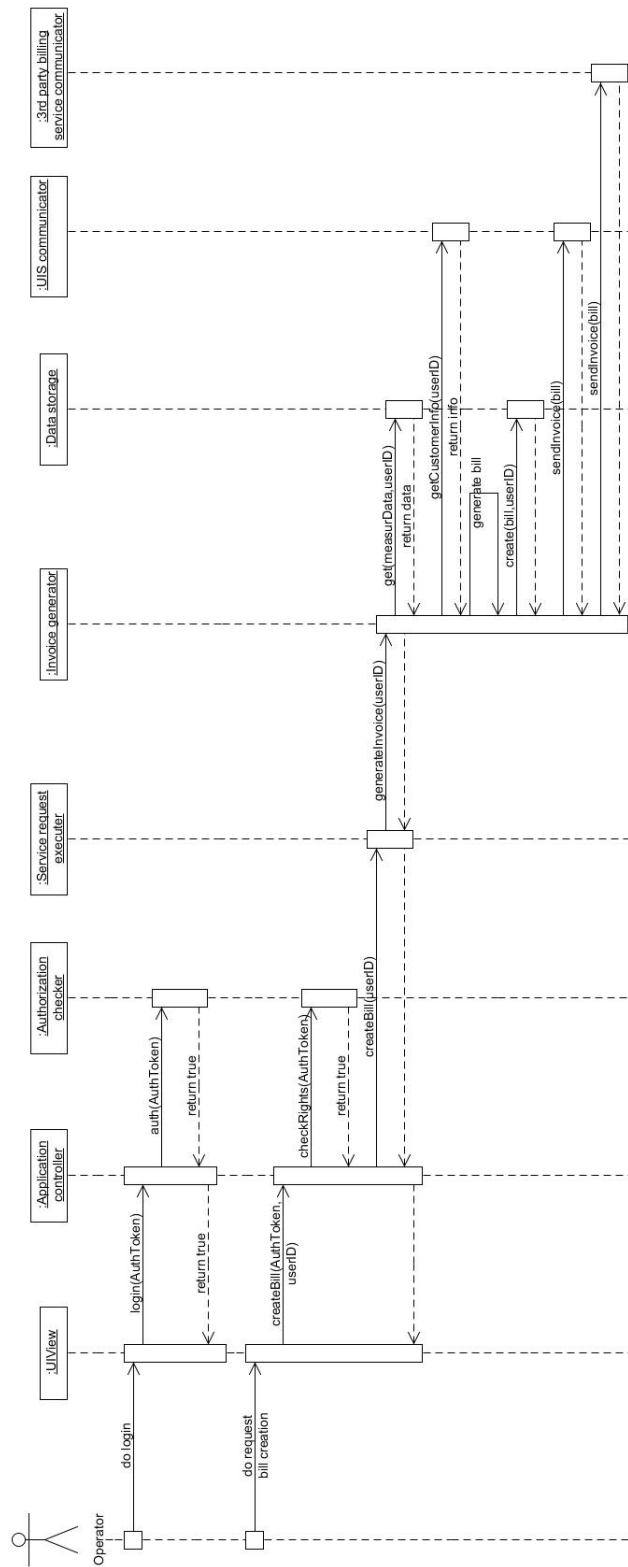 Operator
:UIView
:Application
controller
:Authorization
checker
:Service request
executer
:Invoice generator
:Data storage
:UIS communicator
:3rd party billing
service communicator
do login
login(AuthToken)
auth(AuthToken)
return true
return true
do request
bill creation
createBill(AuthToken,
userID)
checkRights(AuthToken)
return true
createBill(userID)
generateInvoice(userID)
get(measurData,userID)
return data
getCustomerInfo(userID)
return info
generate bill
create(bill,userID)
sendInvoice(bill)
sendInvoice(bill)